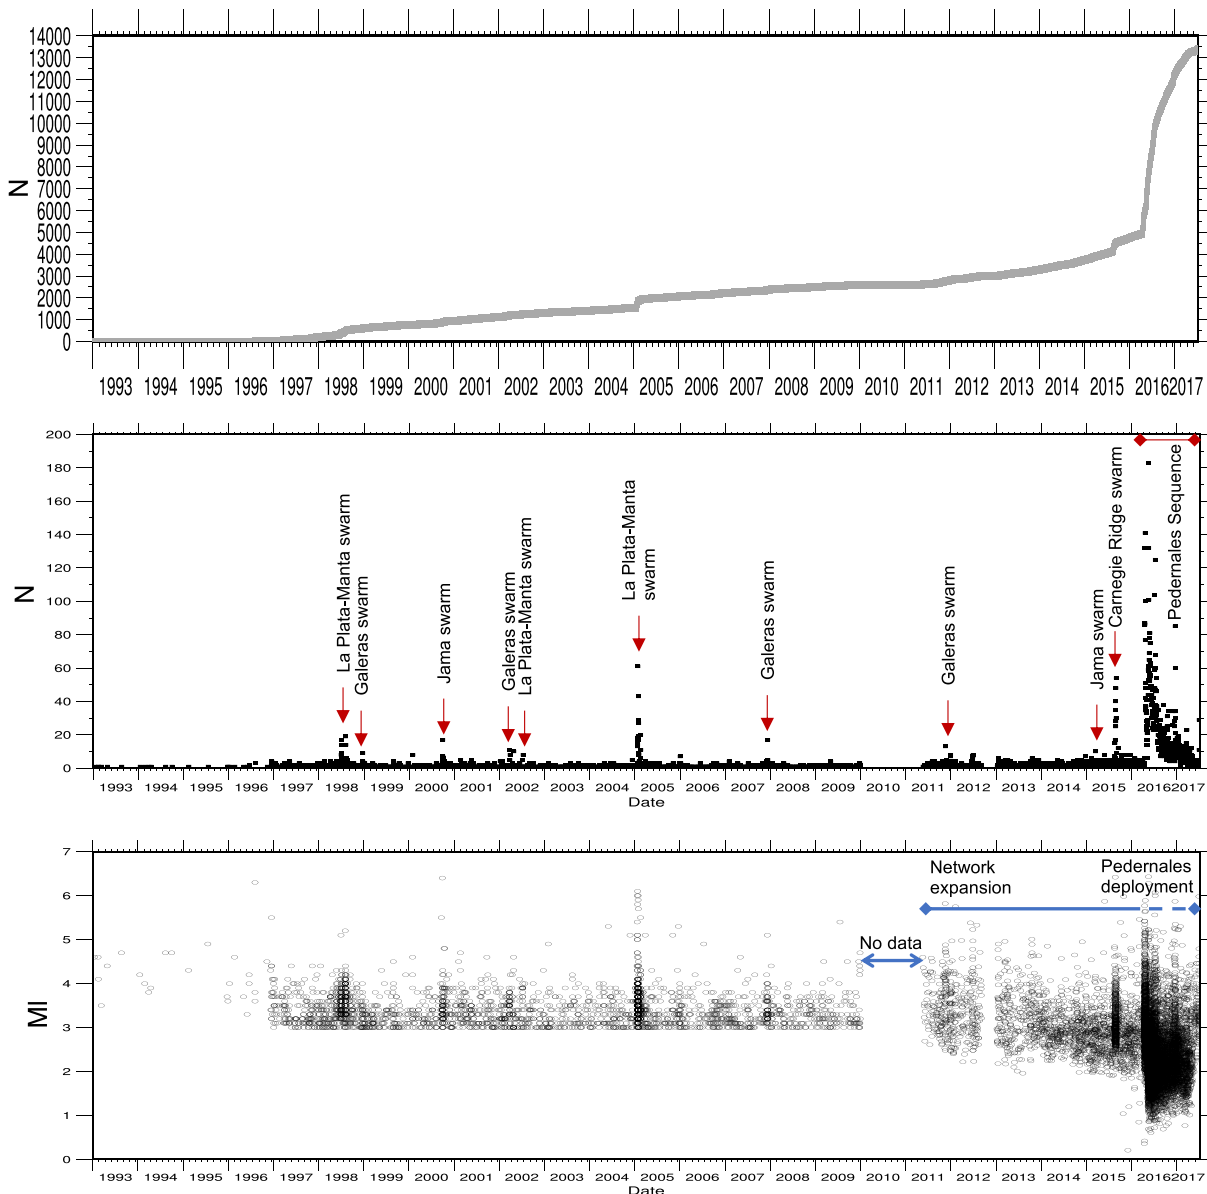 14000
13000
12000
11000
10000
9000
8000
7000
6000
5000
4000
3000
2000
1000
0
N
1993 1994 1995 1996 1997 1998 1999 2000 2001 2002 2003 2004 2005 2006 2007 2008 2009 2010 2011 2012 2013 2014 2015 2016 2017
200
180
160
140
120
100
80
60
40
20
0
N
La Plata-Manta swarm
Galeras swarm
Jama swarm
Galeras swarm
La Plata-Manta swarm
La Plata-Manta
swarm
Galeras swarm
Galeras swarm
Jama swarm
Carnegie Ridge swarm
Pedernales Sequence
1993 1994 1995 1996 1997 1998 1999 2000 2001 2002 2003 2004 2005 2006 2007 2008 2009 2010 2011 2012 2013 2014 2015 2016 2017
Date
7
6
5
4
3
2
1
0
Ml
Network
expansion
Pedernales
deployment
No data
1993 1994 1995 1996 1997 1998 1999 2000 2001 2002 2003 2004 2005 2006 2007 2008 2009 2010 2011 2012 2013 2014 2015 2016 2017
Date